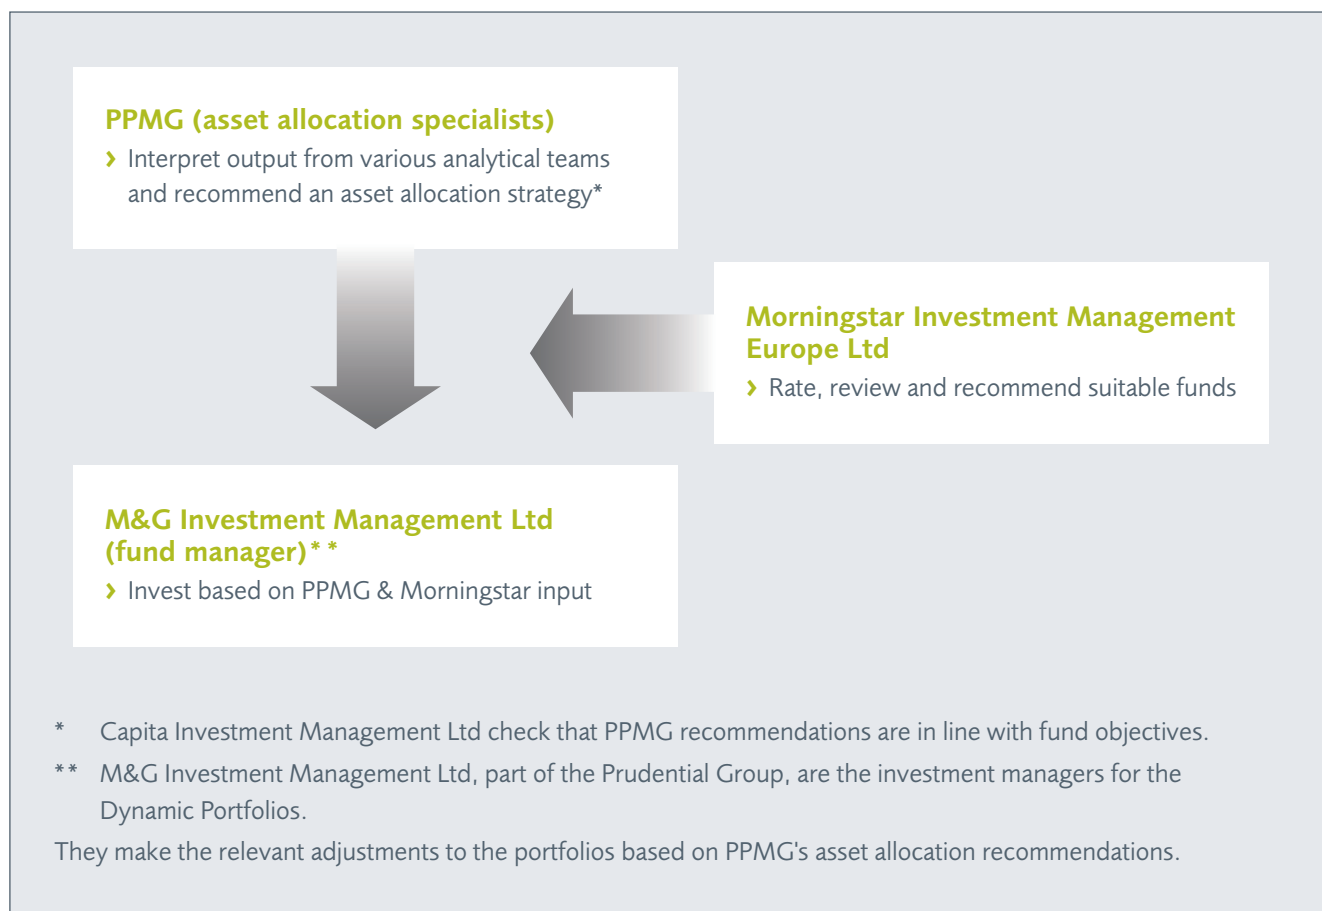 PPMG (asset allocation specialists)
› Interpret output from various analytical teams
and recommend an asset allocation strategy*
Morningstar Investment Management
Europe Ltd
› Rate, review and recommend suitable funds
M&G Investment Management Ltd
(fund manager)**
› Invest based on PPMG & Morningstar input
* Capita Investment Management Ltd check that PPMG recommendations are in line with fund objectives.
** M&G Investment Management Ltd, part of the Prudential Group, are the investment managers for the
Dynamic Portfolios.
They make the relevant adjustments to the portfolios based on PPMG's asset allocation recommendations.